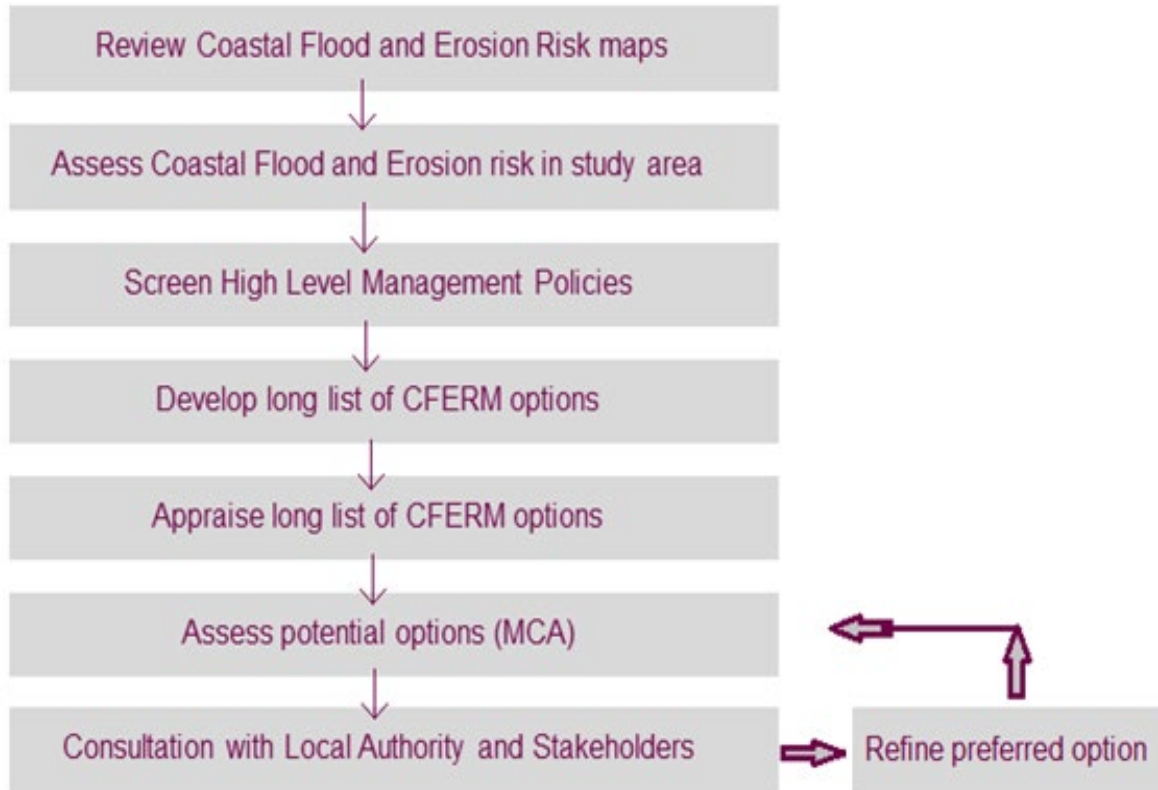 Review Coastal Flood and Erosion Risk maps
Assess Coastal Flood and Erosion risk in study area
Screen High Level Management Policies
Develop long list of CFERM options
Appraise long list of CFERM options
Assess potential options (MCA)
Consultation with Local Authority and Stakeholders
Refine preferred option